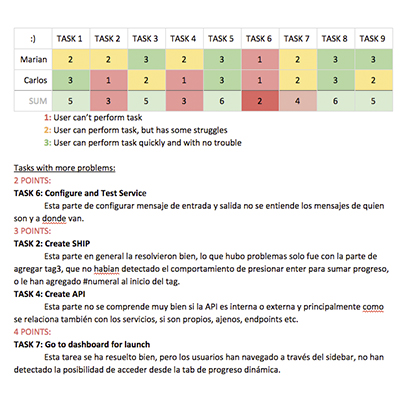 :) TASK 1 TASK 2 TASK 3 TASK 4 TASK 5 TASK 6 TASK 7 TASK 8 TASK 9
Marian 2 2 3 2 3 1 2 3 3
Carlos 3 1 2 1 3 1 2 3 2
SUM 5 3 5 3 6 2 4 6 5
1: User can't perform task
2: User can perform task, but has some struggles
3: User can perform task quickly and with no trouble
Tasks with more problems:
2 POINTS:
TASK 6: Configure and Test Service
Esta parte de configurar mensaje de entrada y salida no se entiende los mensajes de quien
son y a donde van.
3 POINTS:
TASK 2: Create SHIP
Esta parte en general la resolvieron bien, lo que hubo problemas solo fue con la parte de
agregar tag3, que no habian detectado el comportamiento de presionar enter para sumar progreso,
o le han agregado #numeral al inicio del tag.
TASK 4: Create API
Esta parte no se comprende muy bien si la API es interna o externa y principalmente como
se relaciona también con los servicios, si son propios, ajenos, endpoints etc.
4 POINTS:
TASK 7: Go to dashboard for launch
Esta tarea se ha resuelto bien, pero los usuarios han navegado a través del sidebar, no han
detectado la posibilidad de acceder desde la tab de progreso dinámica.